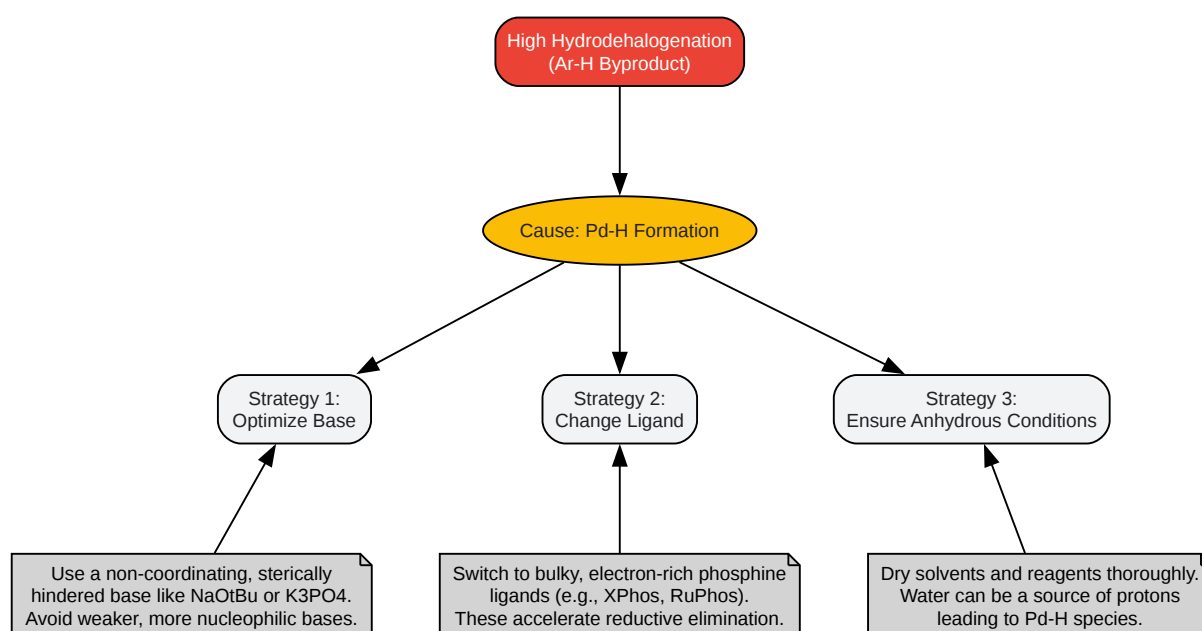 High Hydrodehalogenation
(Ar-H Byproduct)
Cause: Pd-H Formation
Strategy 1:
Optimize Base
Strategy 2:
Change Ligand
Strategy 3:
Ensure Anhydrous Conditions
Use a non-coordinating, sterically
hindered base like NaOtBu or K3PO4.
Avoid weaker, more nucleophilic bases.
Switch to bulky, electron-rich phosphine
ligands (e.g., XPhos, RuPhos).
These accelerate reductive elimination.
Dry solvents and reagents thoroughly.
Water can be a source of protons
leading to Pd-H species.